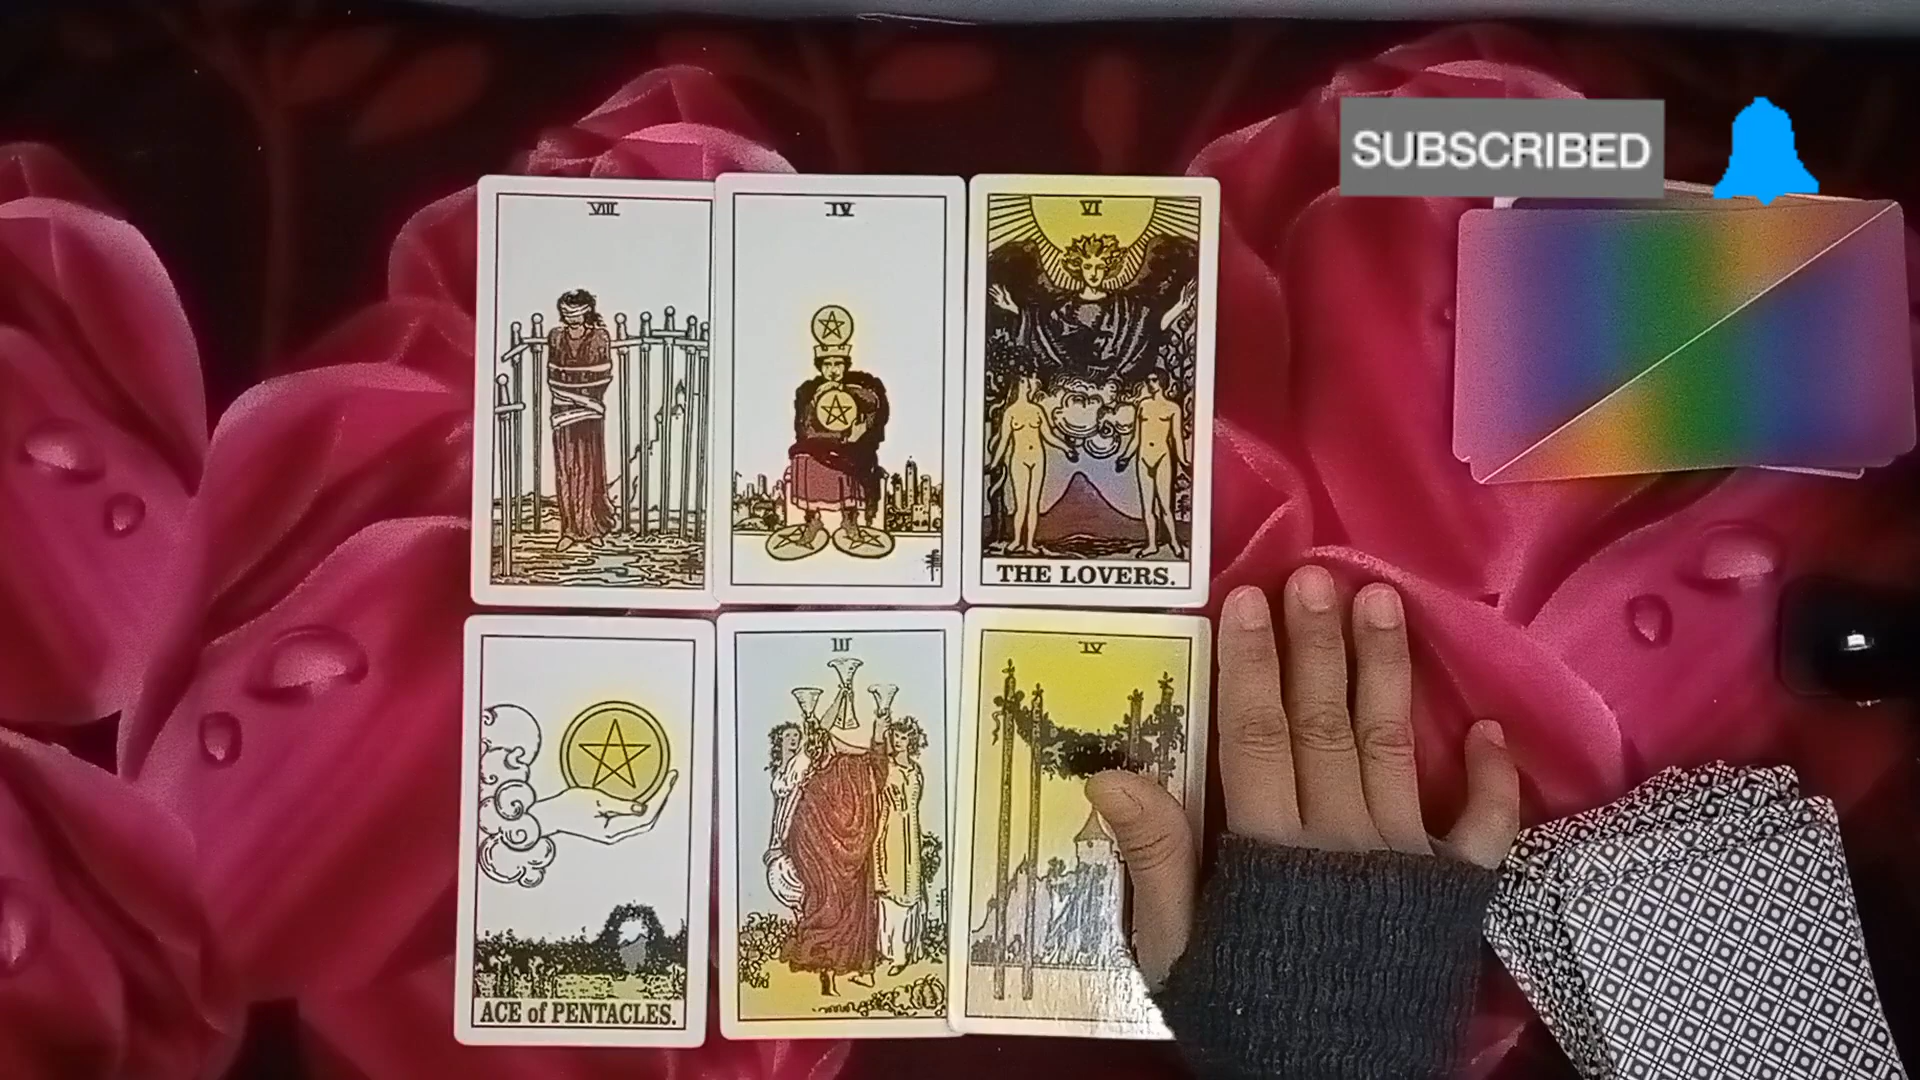 SUBSCRIBED
VIII
IV
VI
THE LOVERS.
III
IV
ACE of PENTACLES.